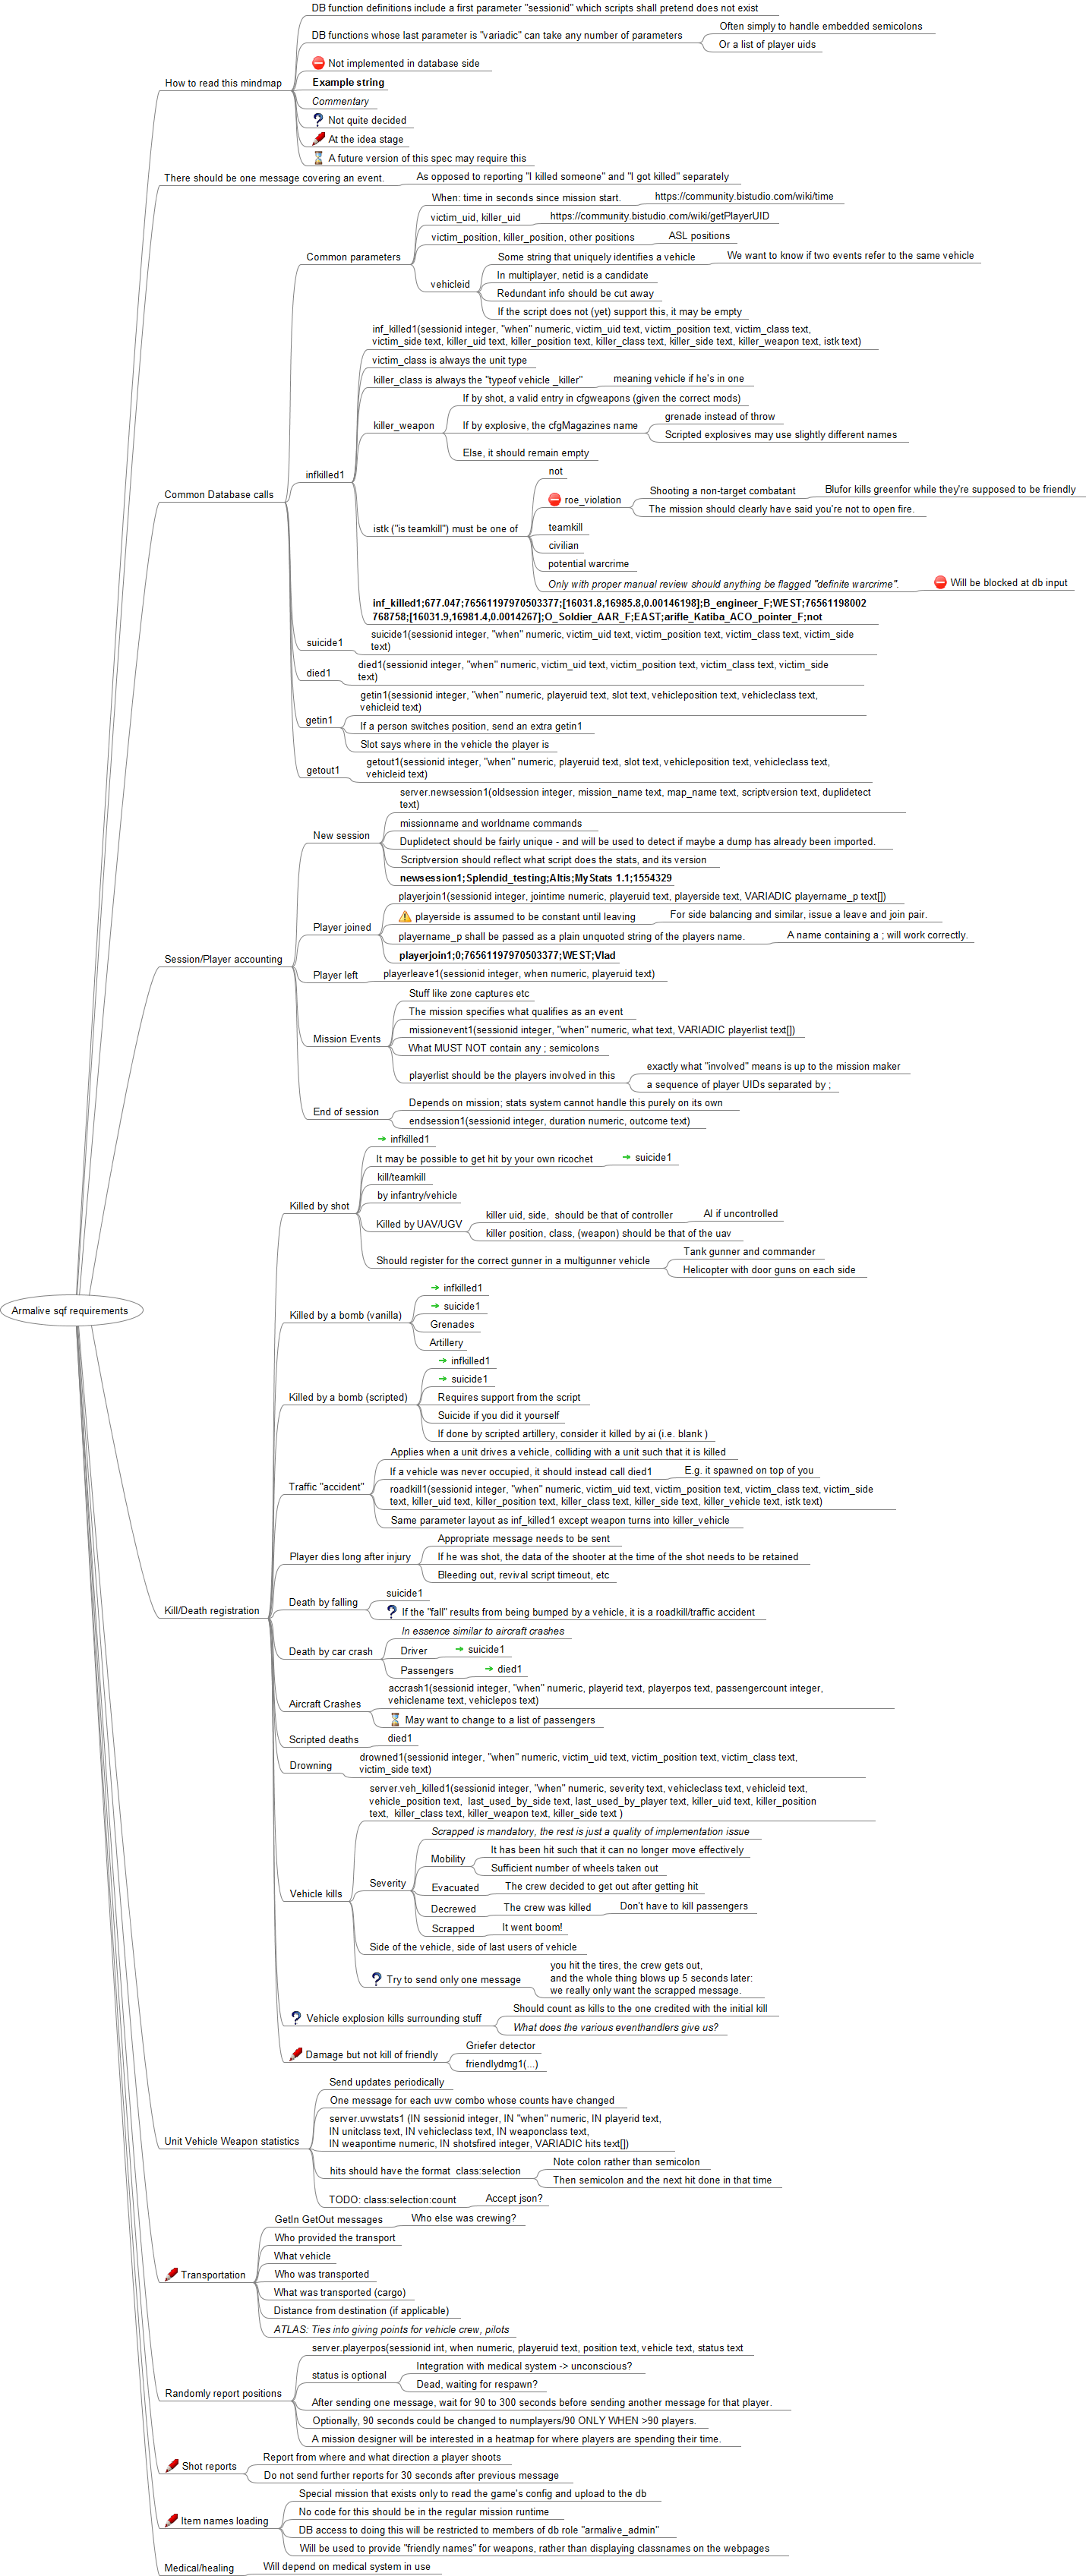 Armalive sqf requirements
How to read this mindmap
DB function definitions include a first parameter "sessionid" which scripts shall pretend does not exist
DB functions whose last parameter is "variadic" can take any number of parameters
Often simply to handle embedded semicolons
Or a list of player uids
Not implemented in database side
Example string
Commentary
Not quite decided
At the idea stage
A future version of this spec may require this
There should be one message covering an event.
As opposed to reporting "I killed someone" and "I got killed" separately
Common Database calls
Common parameters
When: time in seconds since mission start.
https://community.bistudio.com/wiki/time
victim_uid, killer_uid
https://community.bistudio.com/wiki/getPlayerUID
victim_position, killer_position, other positions
ASL positions
vehicleid
Some string that uniquely identifies a vehicle
We want to know if two events refer to the same vehicle
In multiplayer, netid is a candidate
Redundant info should be cut away
If the script does not (yet) support this, it may be empty
infkilled1
inf_killed1(sessionid integer, "when" numeric, victim_uid text, victim_position text, victim_class text,
victim_side text, killer_uid text, killer_position text, killer_class text, killer_side text, killer_weapon text, istk text)
victim_class is always the unit type
killer_class is always the "typeof vehicle _killer"
meaning vehicle if he's in one
killer_weapon
If by shot, a valid entry in cfgweapons (given the correct mods)
If by explosive, the cfgMagazines name
grenade instead of throw
Scripted explosives may use slightly different names
Else, it should remain empty
istk ("is teamkill") must be one of
not
roe_violation
Shooting a non-target combatant
Blufor kills greenfor while they're supposed to be friendly
The mission should clearly have said you're not to open fire.
teamkill
civilian
potential warcrime
Only with proper manual review should anything be flagged "definite warcrime".
Will be blocked at db input
inf_killed1;677.047;76561197970503377;[16031.8,16985.8,0.00146198];B_engineer_F;WEST;76561198002
768758;[16031.9,16981.4,0.0014267];O_Soldier_AAR_F;EAST;arifle_Katiba_ACO_pointer_F;not
suicide1
suicide1(sessionid integer, "when" numeric, victim_uid text, victim_position text, victim_class text, victim_side
text)
died1
died1(sessionid integer, "when" numeric, victim_uid text, victim_position text, victim_class text, victim_side
text)
getin1
getin1(sessionid integer, "when" numeric, playeruid text, slot text, vehicleposition text, vehicleclass text,
vehicleid text)
If a person switches position, send an extra getin1
Slot says where in the vehicle the player is
getout1
getout1(sessionid integer, "when" numeric, playeruid text, slot text, vehicleposition text, vehicleclass text,
vehicleid text)
Session/Player accounting
New session
server.newsession1(oldsession integer, mission_name text, map_name text, scriptversion text, duplidetect
text)
missionname and worldname commands
Duplidetect should be fairly unique - and will be used to detect if maybe a dump has already been imported.
Scriptversion should reflect what script does the stats, and its version
newsession1;Splendid_testing;Altis;MyStats 1.1;1554329
Player joined
playerjoin1(sessionid integer, jointime numeric, playeruid text, playerside text, VARIADIC playername_p text[])
playerside is assumed to be constant until leaving
For side balancing and similar, issue a leave and join pair.
playername_p shall be passed as a plain unquoted string of the players name.
A name containing a ; will work correctly.
playerjoin1;0;76561197970503377;WEST;Vlad
Player left
playerleave1(sessionid integer, when numeric, playeruid text)
Mission Events
Stuff like zone captures etc
The mission specifies what qualifies as an event
missionevent1(sessionid integer, "when" numeric, what text, VARIADIC playerlist text[])
What MUST NOT contain any ; semicolons
playerlist should be the players involved in this
exactly what "involved" means is up to the mission maker
a sequence of player UIDs separated by ;
End of session
Depends on mission; stats system cannot handle this purely on its own
endsession1(sessionid integer, duration numeric, outcome text)
Kill/Death registration
Killed by shot
infkilled1
It may be possible to get hit by your own ricochet
suicide1
kill/teamkill
by infantry/vehicle
Killed by UAV/UGV
killer uid, side, should be that of controller
AI if uncontrolled
killer position, class, (weapon) should be that of the uav
Should register for the correct gunner in a multigunner vehicle
Tank gunner and commander
Helicopter with door guns on each side
Killed by a bomb (vanilla)
infkilled1
suicide1
Grenades
Artillery
Killed by a bomb (scripted)
infkilled1
suicide1
Requires support from the script
Suicide if you did it yourself
If done by scripted artillery, consider it killed by ai (i.e. blank )
Traffic "accident"
Applies when a unit drives a vehicle, colliding with a unit such that it is killed
If a vehicle was never occupied, it should instead call died1
E.g. it spawned on top of you
roadkill1(sessionid integer, "when" numeric, victim_uid text, victim_position text, victim_class text, victim_side
text, killer_uid text, killer_position text, killer_class text, killer_side text, killer_vehicle text, istk text)
Same parameter layout as inf_killed1 except weapon turns into killer_vehicle
Player dies long after injury
Appropriate message needs to be sent
If he was shot, the data of the shooter at the time of the shot needs to be retained
Bleeding out, revival script timeout, etc
Death by falling
suicide1
If the "fall" results from being bumped by a vehicle, it is a roadkill/traffic accident
Death by car crash
In essence similar to aircraft crashes
Driver
suicide1
Passengers
died1
Aircraft Crashes
accrash1(sessionid integer, "when" numeric, playerid text, playerpos text, passengercount integer,
vehiclename text, vehiclepos text)
May want to change to a list of passengers
Scripted deaths
died1
Drowning
drowned1(sessionid integer, "when" numeric, victim_uid text, victim_position text, victim_class text,
victim_side text)
Vehicle kills
server.veh_killed1(sessionid integer, "when" numeric, severity text, vehicleclass text, vehicleid text,
vehicle_position text, last_used_by_side text, last_used_by_player text, killer_uid text, killer_position
text, killer_class text, killer_weapon text, killer_side text )
Severity
Scrapped is mandatory, the rest is just a quality of implementation issue
Mobility
It has been hit such that it can no longer move effectively
Sufficient number of wheels taken out
Evacuated
The crew decided to get out after getting hit
Decrewed
The crew was killed
Don't have to kill passengers
Scrapped
It went boom!
Side of the vehicle, side of last users of vehicle
Try to send only one message
you hit the tires, the crew gets out,
and the whole thing blows up 5 seconds later:
we really only want the scrapped message.
Vehicle explosion kills surrounding stuff
Should count as kills to the one credited with the initial kill
What does the various eventhandlers give us?
Damage but not kill of friendly
Griefer detector
friendlydmg1(...)
Unit Vehicle Weapon statistics
Send updates periodically
One message for each uvw combo whose counts have changed
server.uvwstats1 (IN sessionid integer, IN "when" numeric, IN playerid text,
IN unitclass text, IN vehicleclass text, IN weaponclass text,
IN weapontime numeric, IN shotsfired integer, VARIADIC hits text[])
hits should have the format class:selection
Note colon rather than semicolon
Then semicolon and the next hit done in that time
TODO: class:selection:count
Accept json?
Transportation
GetIn GetOut messages
Who else was crewing?
Who provided the transport
What vehicle
Who was transported
What was transported (cargo)
Distance from destination (if applicable)
ATLAS: Ties into giving points for vehicle crew, pilots
Randomly report positions
server.playerpos(sessionid int, when numeric, playeruid text, position text, vehicle text, status text
status is optional
Integration with medical system -> unconscious?
Dead, waiting for respawn?
After sending one message, wait for 90 to 300 seconds before sending another message for that player.
Optionally, 90 seconds could be changed to numplayers/90 ONLY WHEN >90 players.
A mission designer will be interested in a heatmap for where players are spending their time.
Shot reports
Report from where and what direction a player shoots
Do not send further reports for 30 seconds after previous message
Item names loading
Special mission that exists only to read the game's config and upload to the db
No code for this should be in the regular mission runtime
DB access to doing this will be restricted to members of db role "armalive_admin"
Will be used to provide "friendly names" for weapons, rather than displaying classnames on the webpages
Medical/healing
Will depend on medical system in use